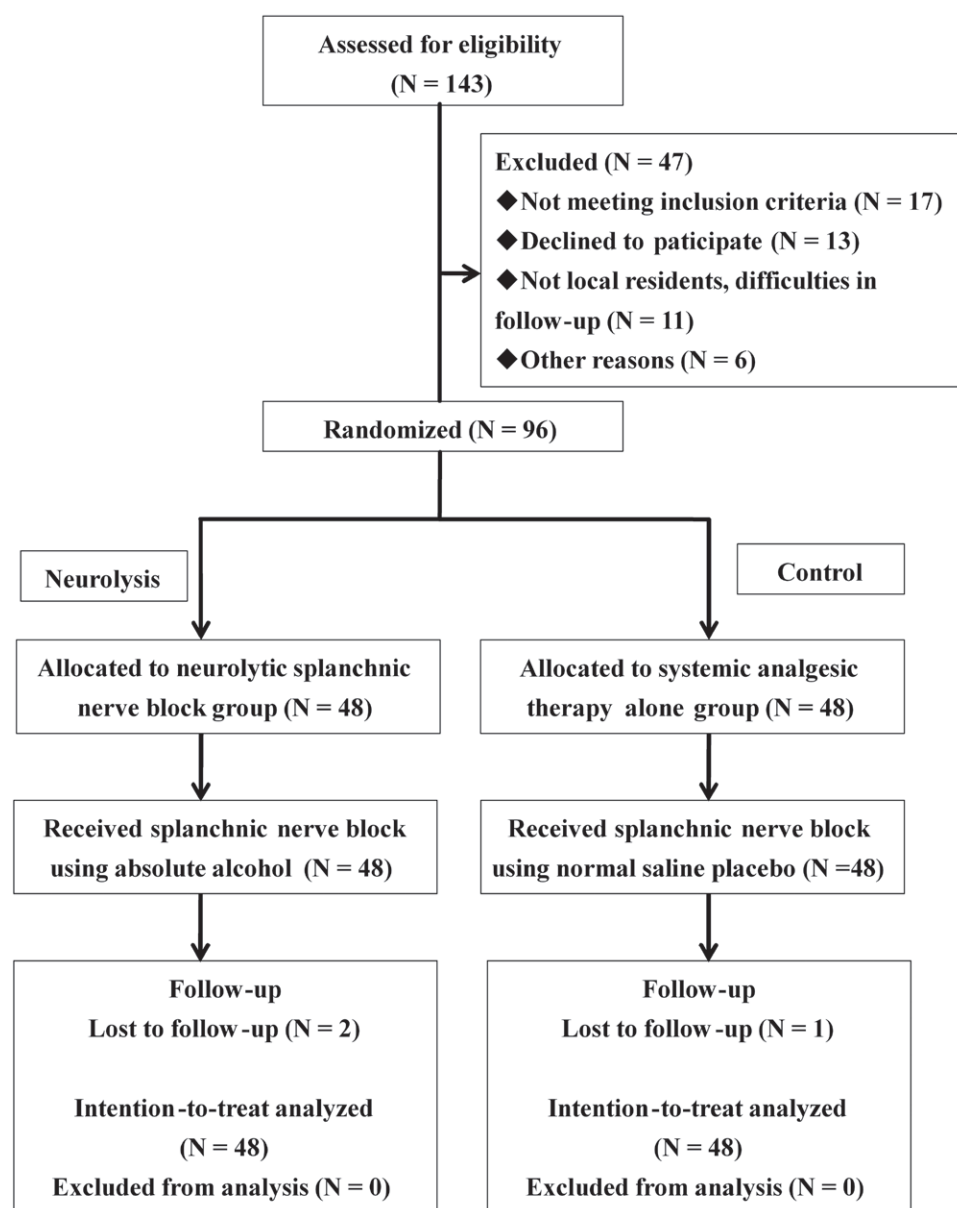 Assessed for eligibility
(N = 143)
Excluded (N = 47)
◆Not meeting inclusion criteria (N = 17)
◆Declined to paticipate (N = 13)
◆Not local residents, difficulties in
follow-up (N = 11)
◆Other reasons (N = 6)
Randomized (N = 96)
Neurolysis
Control
Allocated to neurolytic splanchnic
nerve block group (N = 48)
Allocated to systemic analgesic
therapy alone group (N = 48)
Received splanchnic nerve block
using absolute alcohol (N = 48)
Received splanchnic nerve block
using normal saline placebo (N =48)
Follow-up
Lost to follow-up (N = 2)
Intention-to-treat analyzed
(N = 48)
Excluded from analysis (N = 0)
Follow-up
Lost to follow-up (N = 1)
Intention-to-treat analyzed
(N = 48)
Excluded from analysis (N = 0)